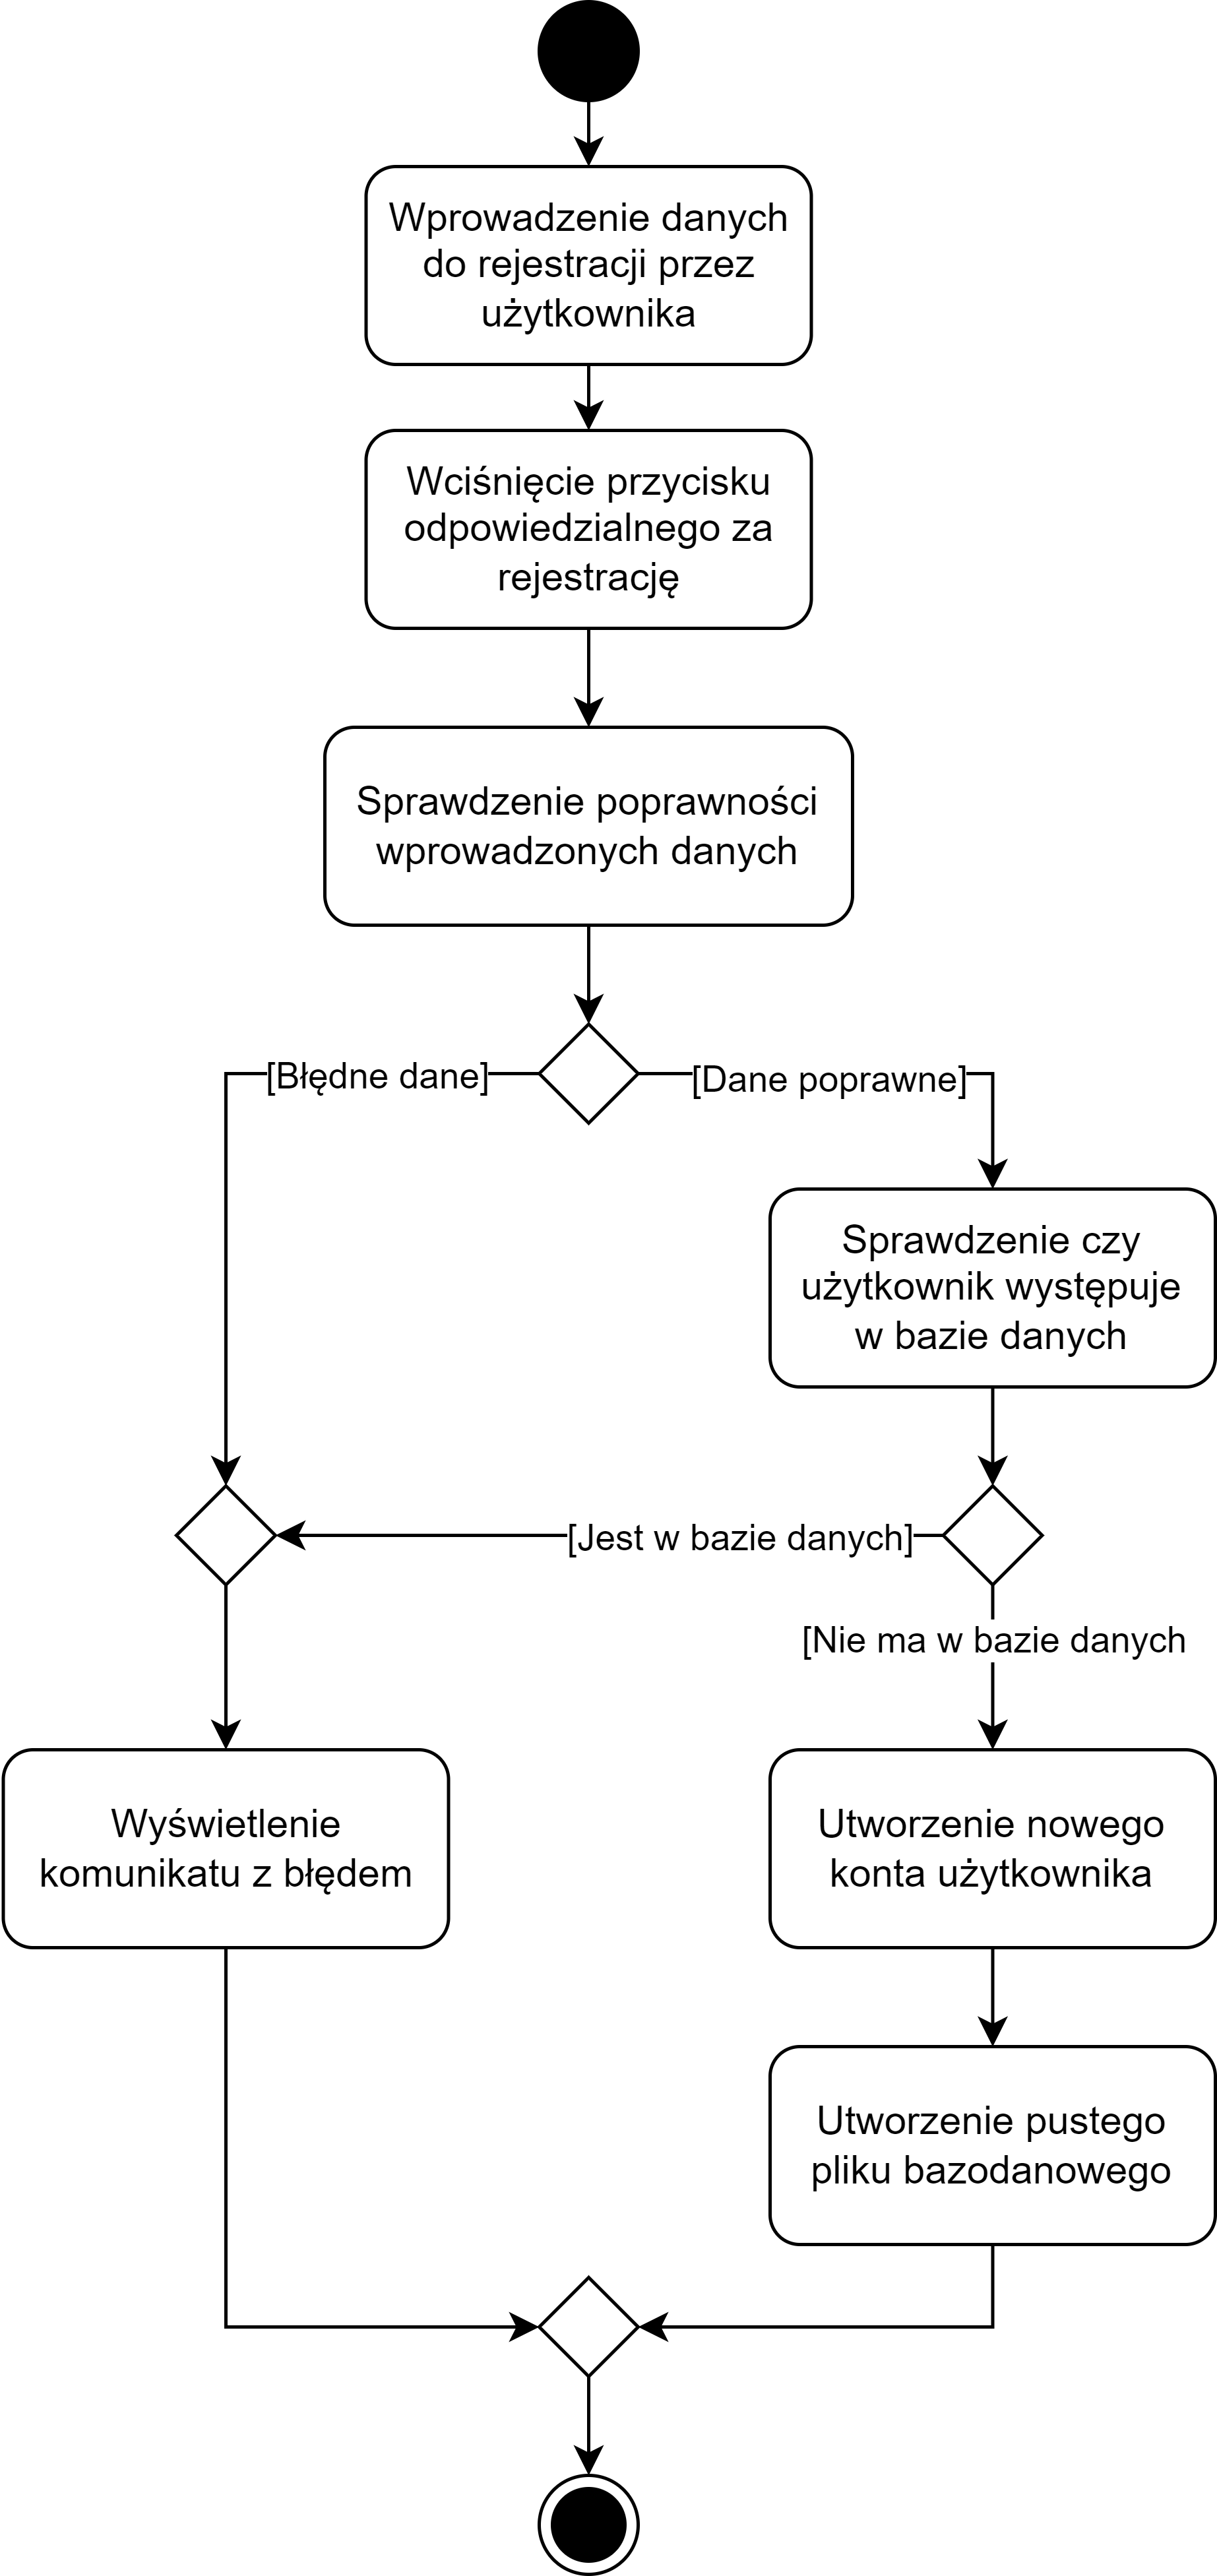 Wprowadzenie danych
do rejestracji przez
użytkownika
Wciśnięcie przycisku
odpowiedzialnego za
rejestrację
Sprawdzenie poprawności
wprowadzonych danych
[Błędne dane]
[Dane poprawne]
Sprawdzenie czy
użytkownik występuje
w bazie danych
[Jest w bazie danych]
[Nie ma w bazie danych
Wyświetlenie
komunikatu z błędem
Utworzenie nowego
konta użytkownika
Utworzenie pustego
pliku bazodanowego